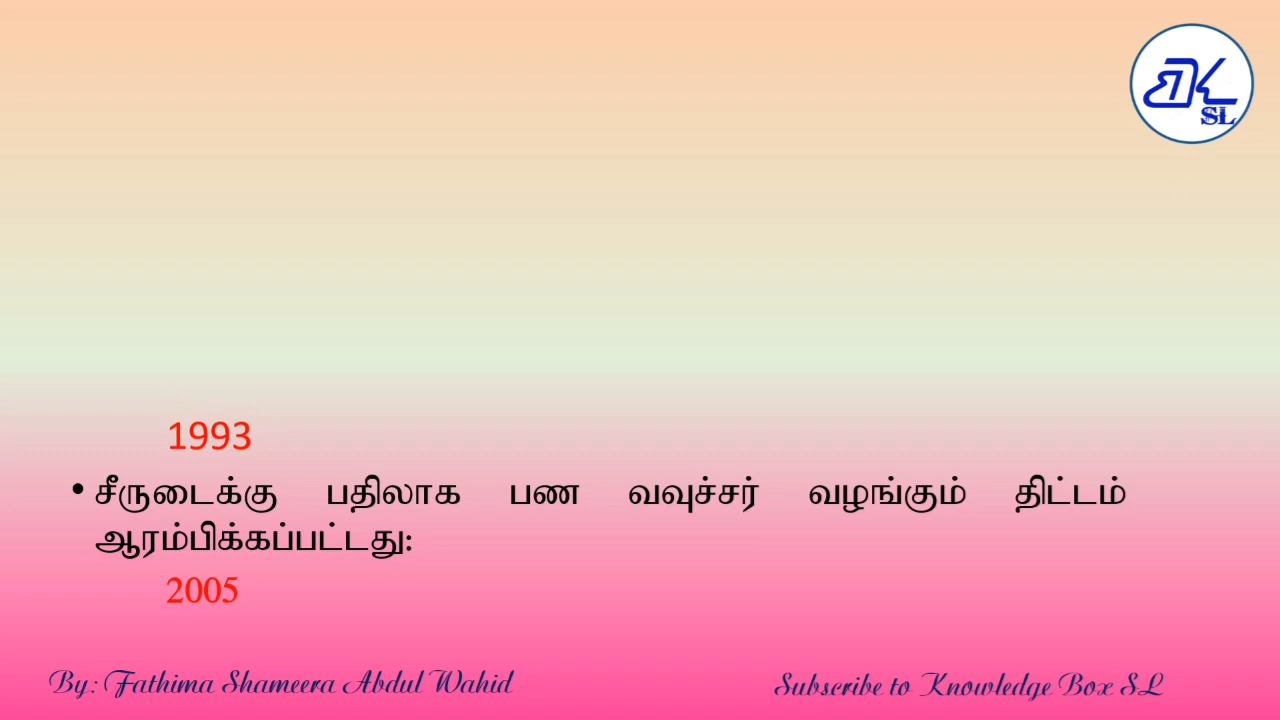 SL
1993
• சீருடைக்கு பதிலாக பண வவுச்சர் வழங்கும் திட்டம்
ஆரம்பிக்கப்பட்டது:
2005
By: Fathima Shameera Abdul Wahid
Subscribe to Knowledge Box SL